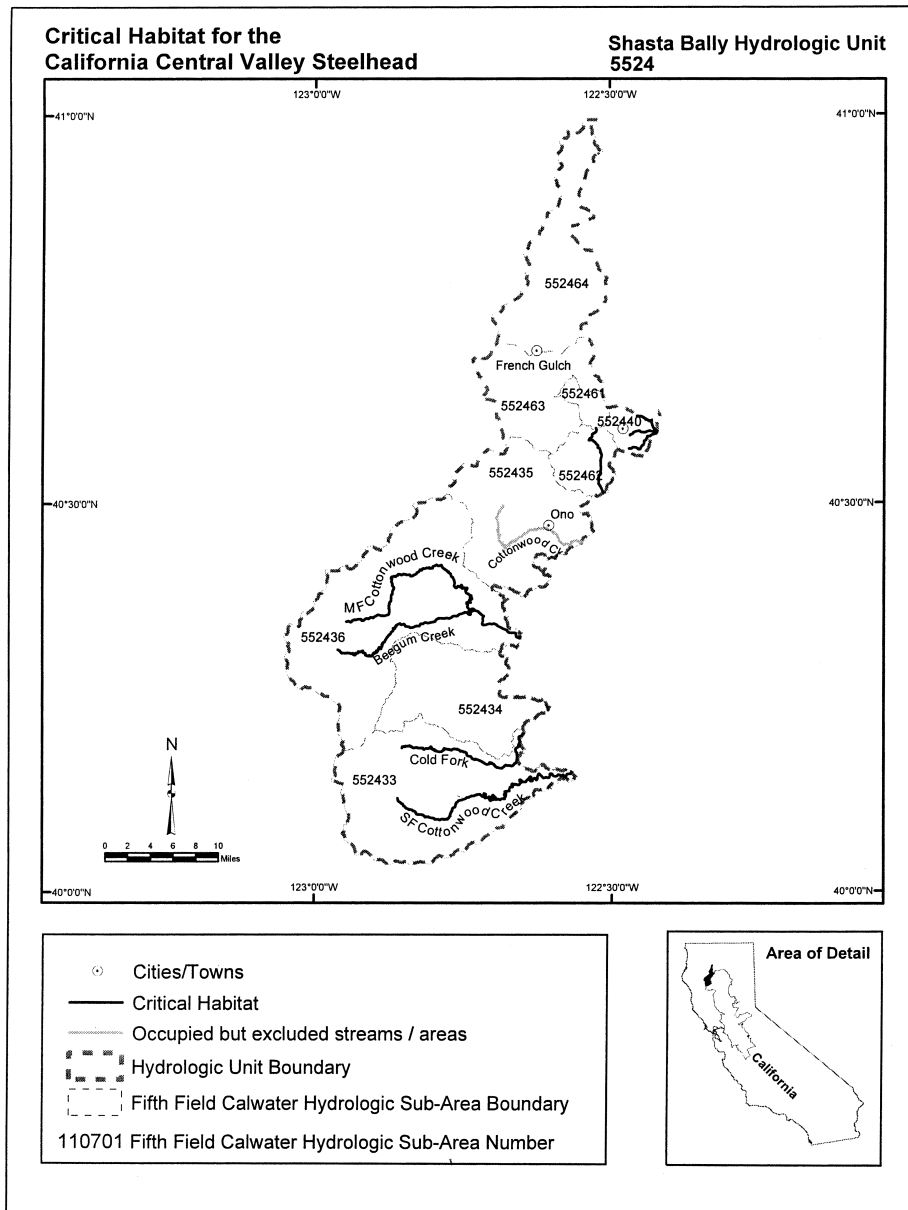 Critical Habitat for the
California Central Valley Steelhead
Shasta Bally Hydrologic Unit
5524
123°0'0"W
122°30'0"W
41°0'0"N
41°0'0"N
552464
French Gulch
552461
552463
552440
552435
552462
40°30'0"N
40°30'0"N
Ono
Cottonwood Cr
MF Cottonwood Creek
552436
Beegum Creek
552434
N
Cold Fork
552433
SF Cottonwood Creek
0 2 4 6 8 10
Miles
40°0'0"N
40°0'0"N
123°0'0"W
122°30'0"W
Cities/Towns
Critical Habitat
Occupied but excluded streams / areas
Hydrologic Unit Boundary
Fifth Field Calwater Hydrologic Sub-Area Boundary
110701 Fifth Field Calwater Hydrologic Sub-Area Number
Area of Detail
California